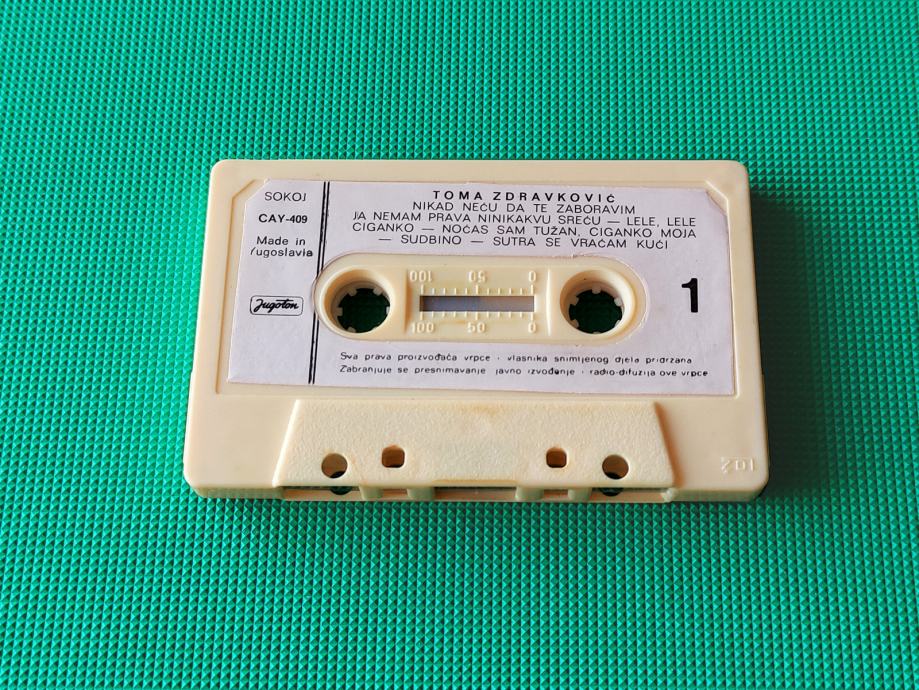 SOKOJ
CAY-409
Made in
Yugoslavia
Jugoton
TOMA ZDRAVKOVIĆ
NIKAD NEĆU DA TE ZABORAVIM
JA NEMAM PRAVA NINIKAKVU SREĆU — LELE, LELE
CIGANKO — NOĆAS SAM TUŽAN, CIGANKO MOJA
— SUDBINO — SUTRA SE VRAĆAM KUĆI
100 50 0
100 50 0
1
Sva prava proizvođača vrpce · vlasnika snimljenog djela pridržana
Zabranjuje se presnimavanje javno izvođenje · radio-difuzija ove vrpce